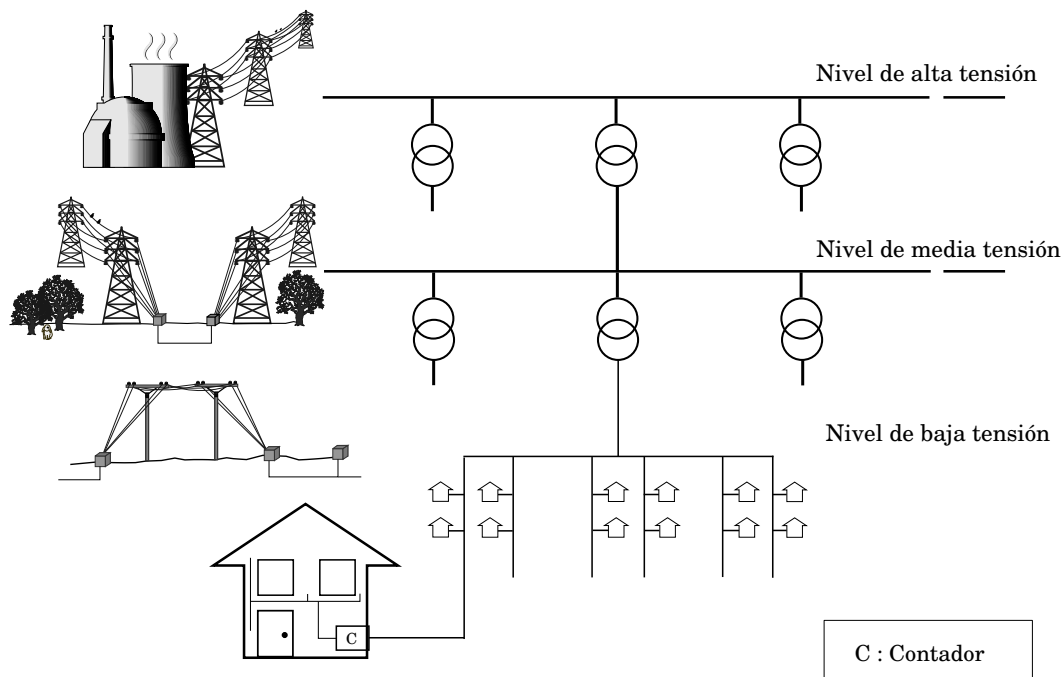 Nivel de alta tensión
Nivel de media tensión
Nivel de baja tensión
C
C : Contador